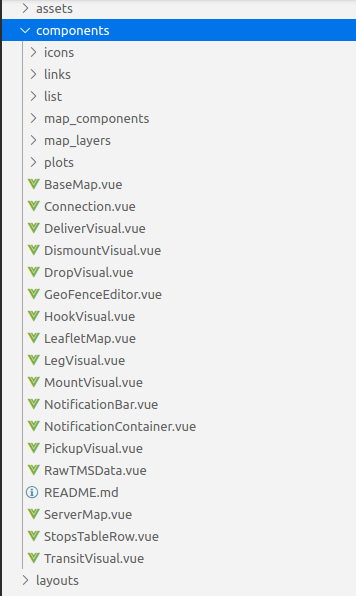 assets
components
icons
links
list
map_components
map_layers
plots
BaseMap.vue
Connection.vue
DeliverVisual.vue
DismountVisual.vue
DropVisual.vue
GeoFenceEditor.vue
HookVisual.vue
LeafletMap.vue
LegVisual.vue
MountVisual.vue
NotificationBar.vue
NotificationContainer.vue
PickupVisual.vue
RawTMSData.vue
README.md
ServerMap.vue
StopsTableRow.vue
TransitVisual.vue
layouts